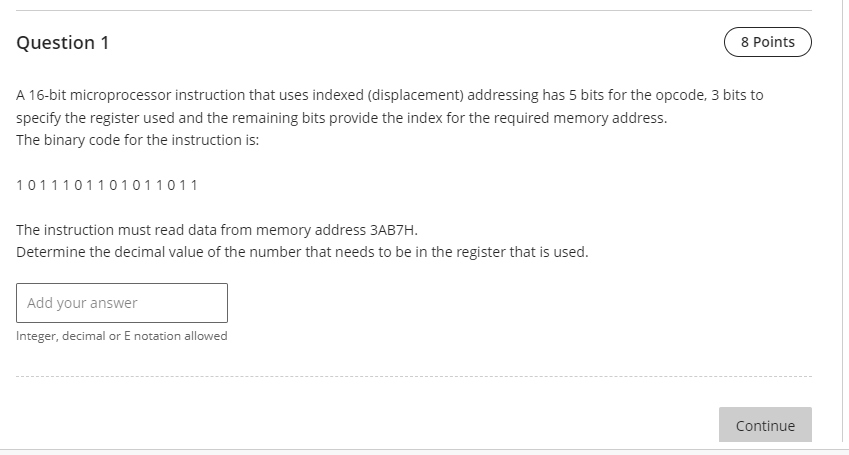 Question 1
8 Points
A 16-bit microprocessor instruction that uses indexed (displacement) addressing has 5 bits for the opcode, 3 bits to
specify the register used and the remaining bits provide the index for the required memory address.
The binary code for the instruction is:
1 0 1 1 1 0 1 1 0 1 0 1 1 0 1 1
The instruction must read data from memory address 3AB7H.
Determine the decimal value of the number that needs to be in the register that is used.
Add your answer
Integer, decimal or E notation allowed
Continue